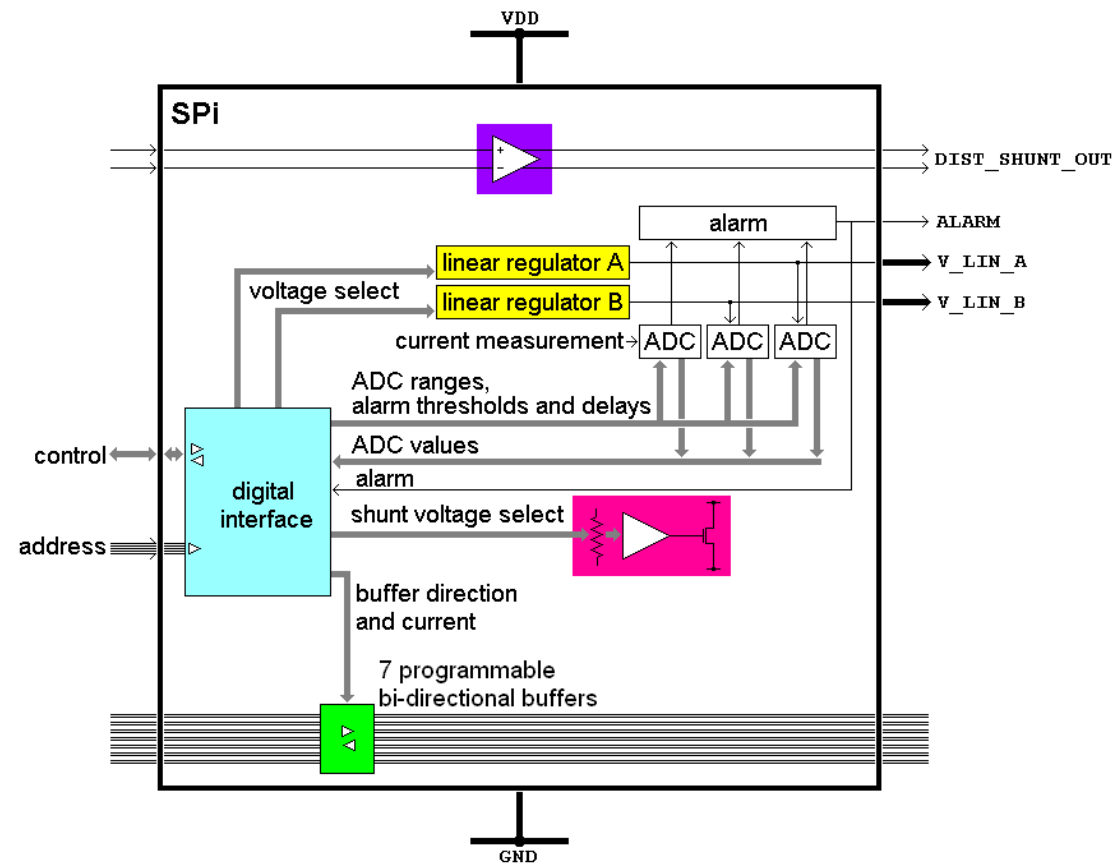 VDD
SPi
+
−
DIST_SHUNT_OUT
alarm
ALARM
linear regulator A
V_LIN_A
voltage select
linear regulator B
V_LIN_B
current measurement
ADC
ADC
ADC
ADC ranges,
alarm thresholds and delays
control
ADC values
alarm
digital
interface
shunt voltage select
address
buffer direction
and current
7 programmable
bi-directional buffers
GND